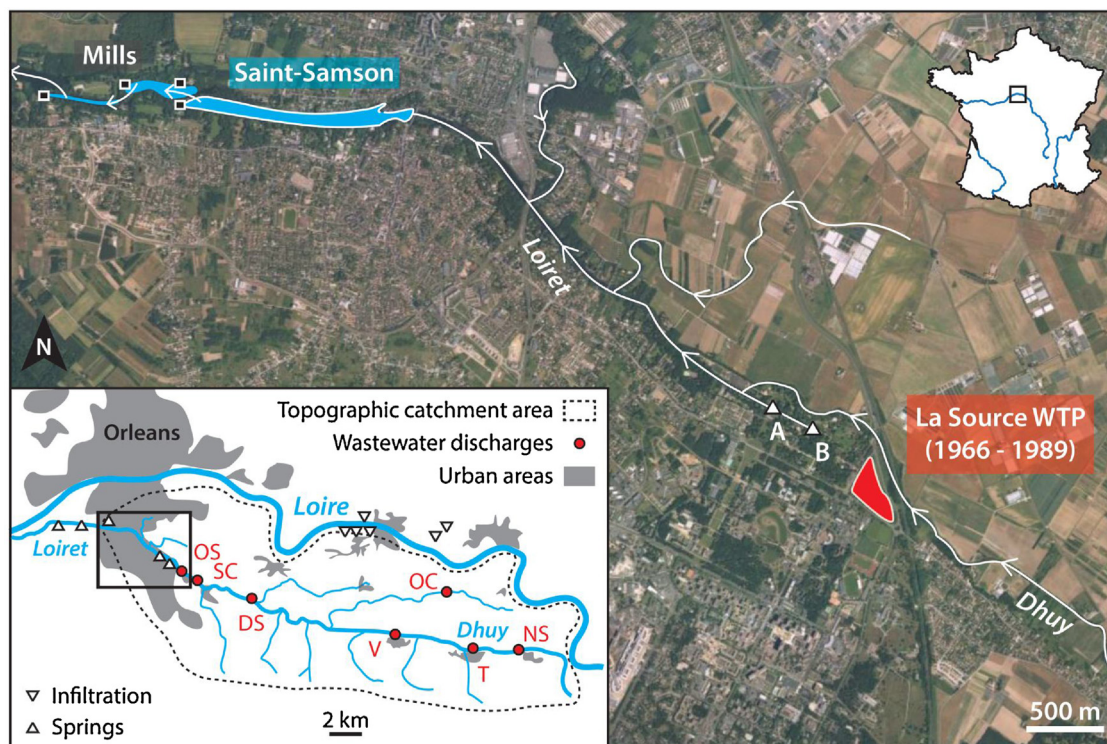 Mills
Saint-Samson
Loiret
N
A
B
La Source WTP
(1966 - 1989)
Dhuy
500 m
Topographic catchment area
Wastewater discharges
Urban areas
Orleans
Loire
Loiret
OS
SC
DS
OC
V
Dhuy
NS
T
Infiltration
Springs
2 km